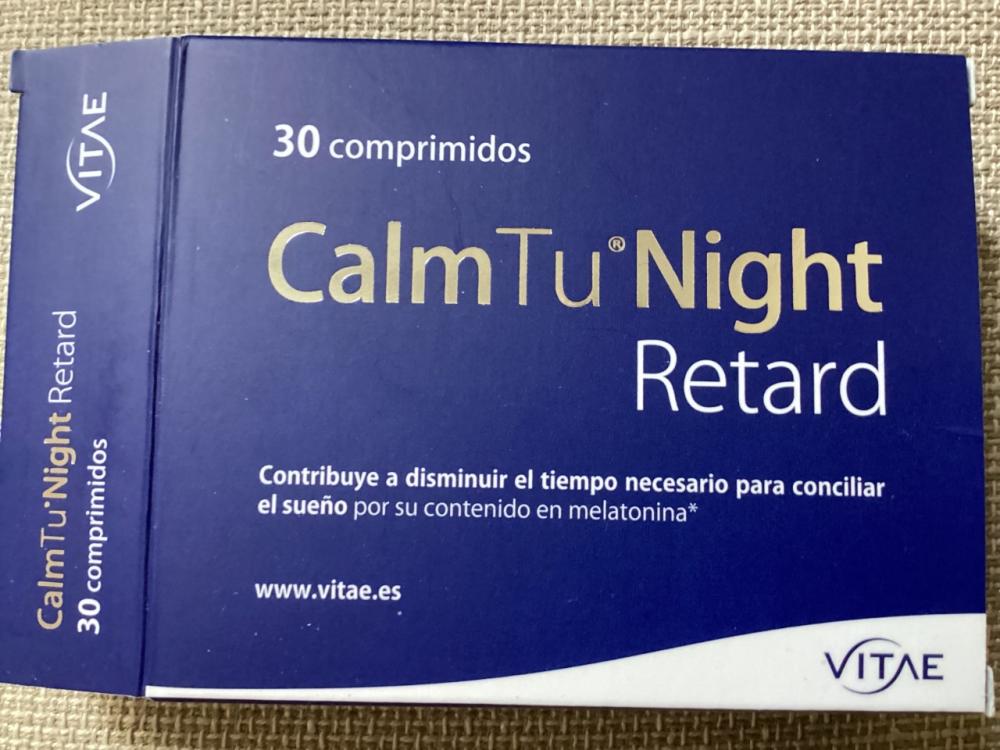 30 comprimidos
CalmTu® Night
Retard
Contribuye a disminuir el tiempo necesario para conciliar
el sueño por su contenido en melatonina*
www.vitae.es
VITAE
VITAE
CalmTu® Night Retard
30 comprimidos